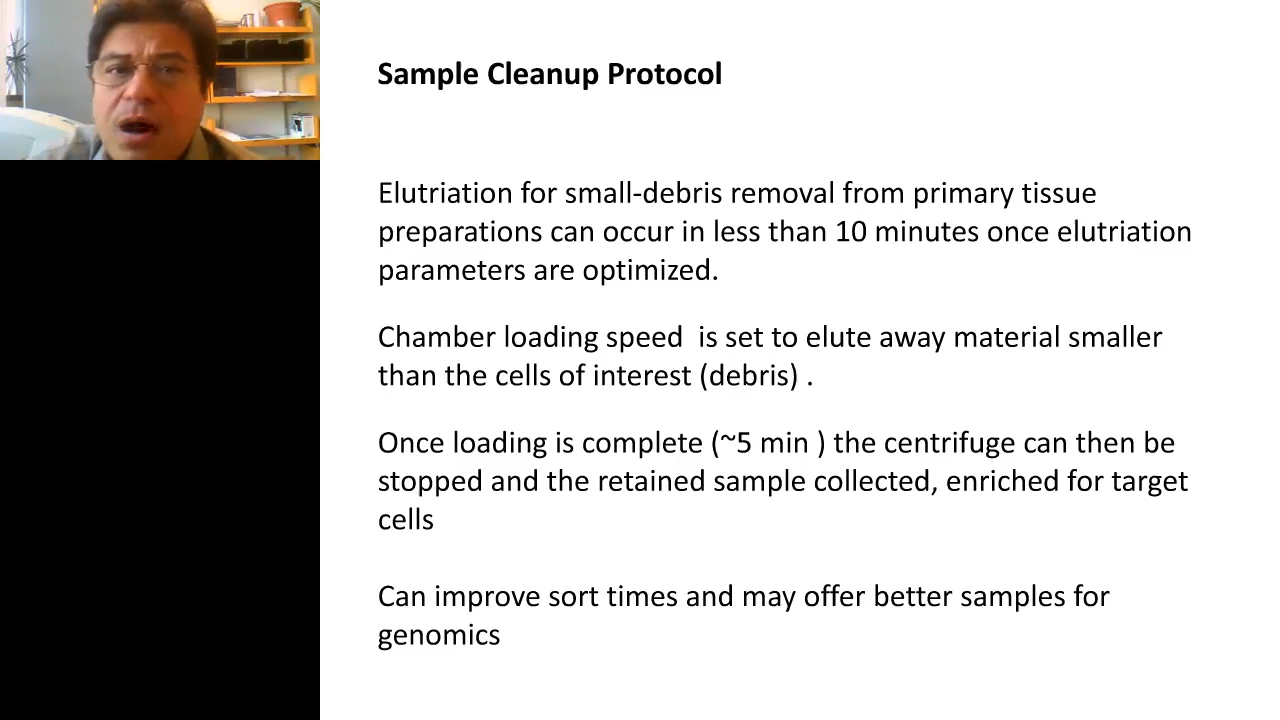 Sample Cleanup Protocol
Elutriation for small-debris removal from primary tissue
preparations can occur in less than 10 minutes once elutriation
parameters are optimized.
Chamber loading speed  is set to elute away material smaller
than the cells of interest (debris) .
Once loading is complete (~5 min ) the centrifuge can then be
stopped and the retained sample collected, enriched for target
cells
Can improve sort times and may offer better samples for
genomics